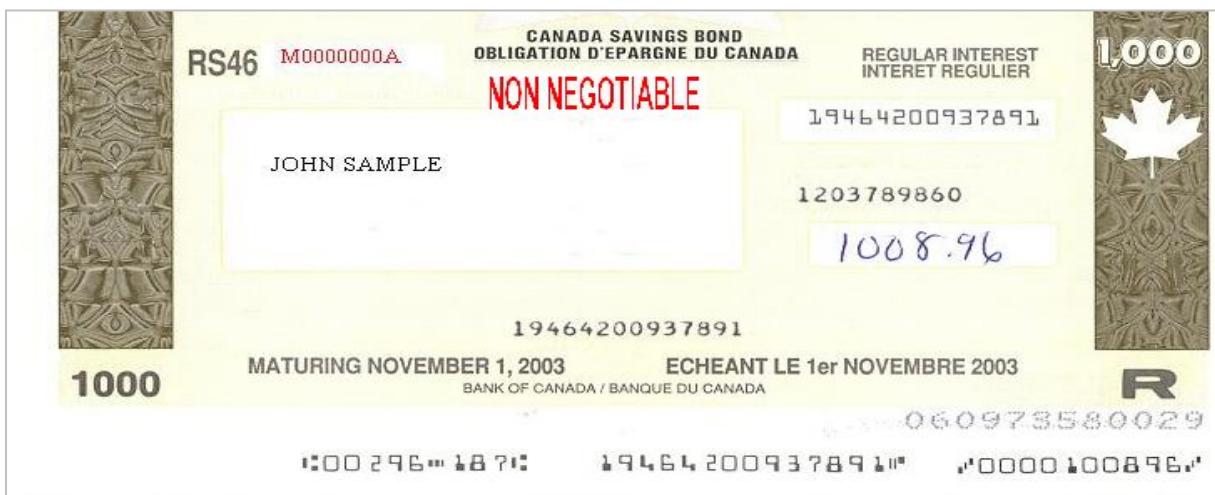 CANADA SAVINGS BOND
OBLIGATION D'EPARGNE DU CANADA
RS46 M0000000A
REGULAR INTEREST
INTERET REGULIER
1,000
NON NEGOTIABLE
19464200937891
JOHN SAMPLE
1203789860
1008.96
19464200937891
MATURING NOVEMBER 1, 2003 ECHEANT LE 1er NOVEMBRE 2003
1000
BANK OF CANADA / BANQUE DU CANADA
R
060973580029
⑆00296⑉187⑆ 19464200937891⑈ ⑇0000100896⑇